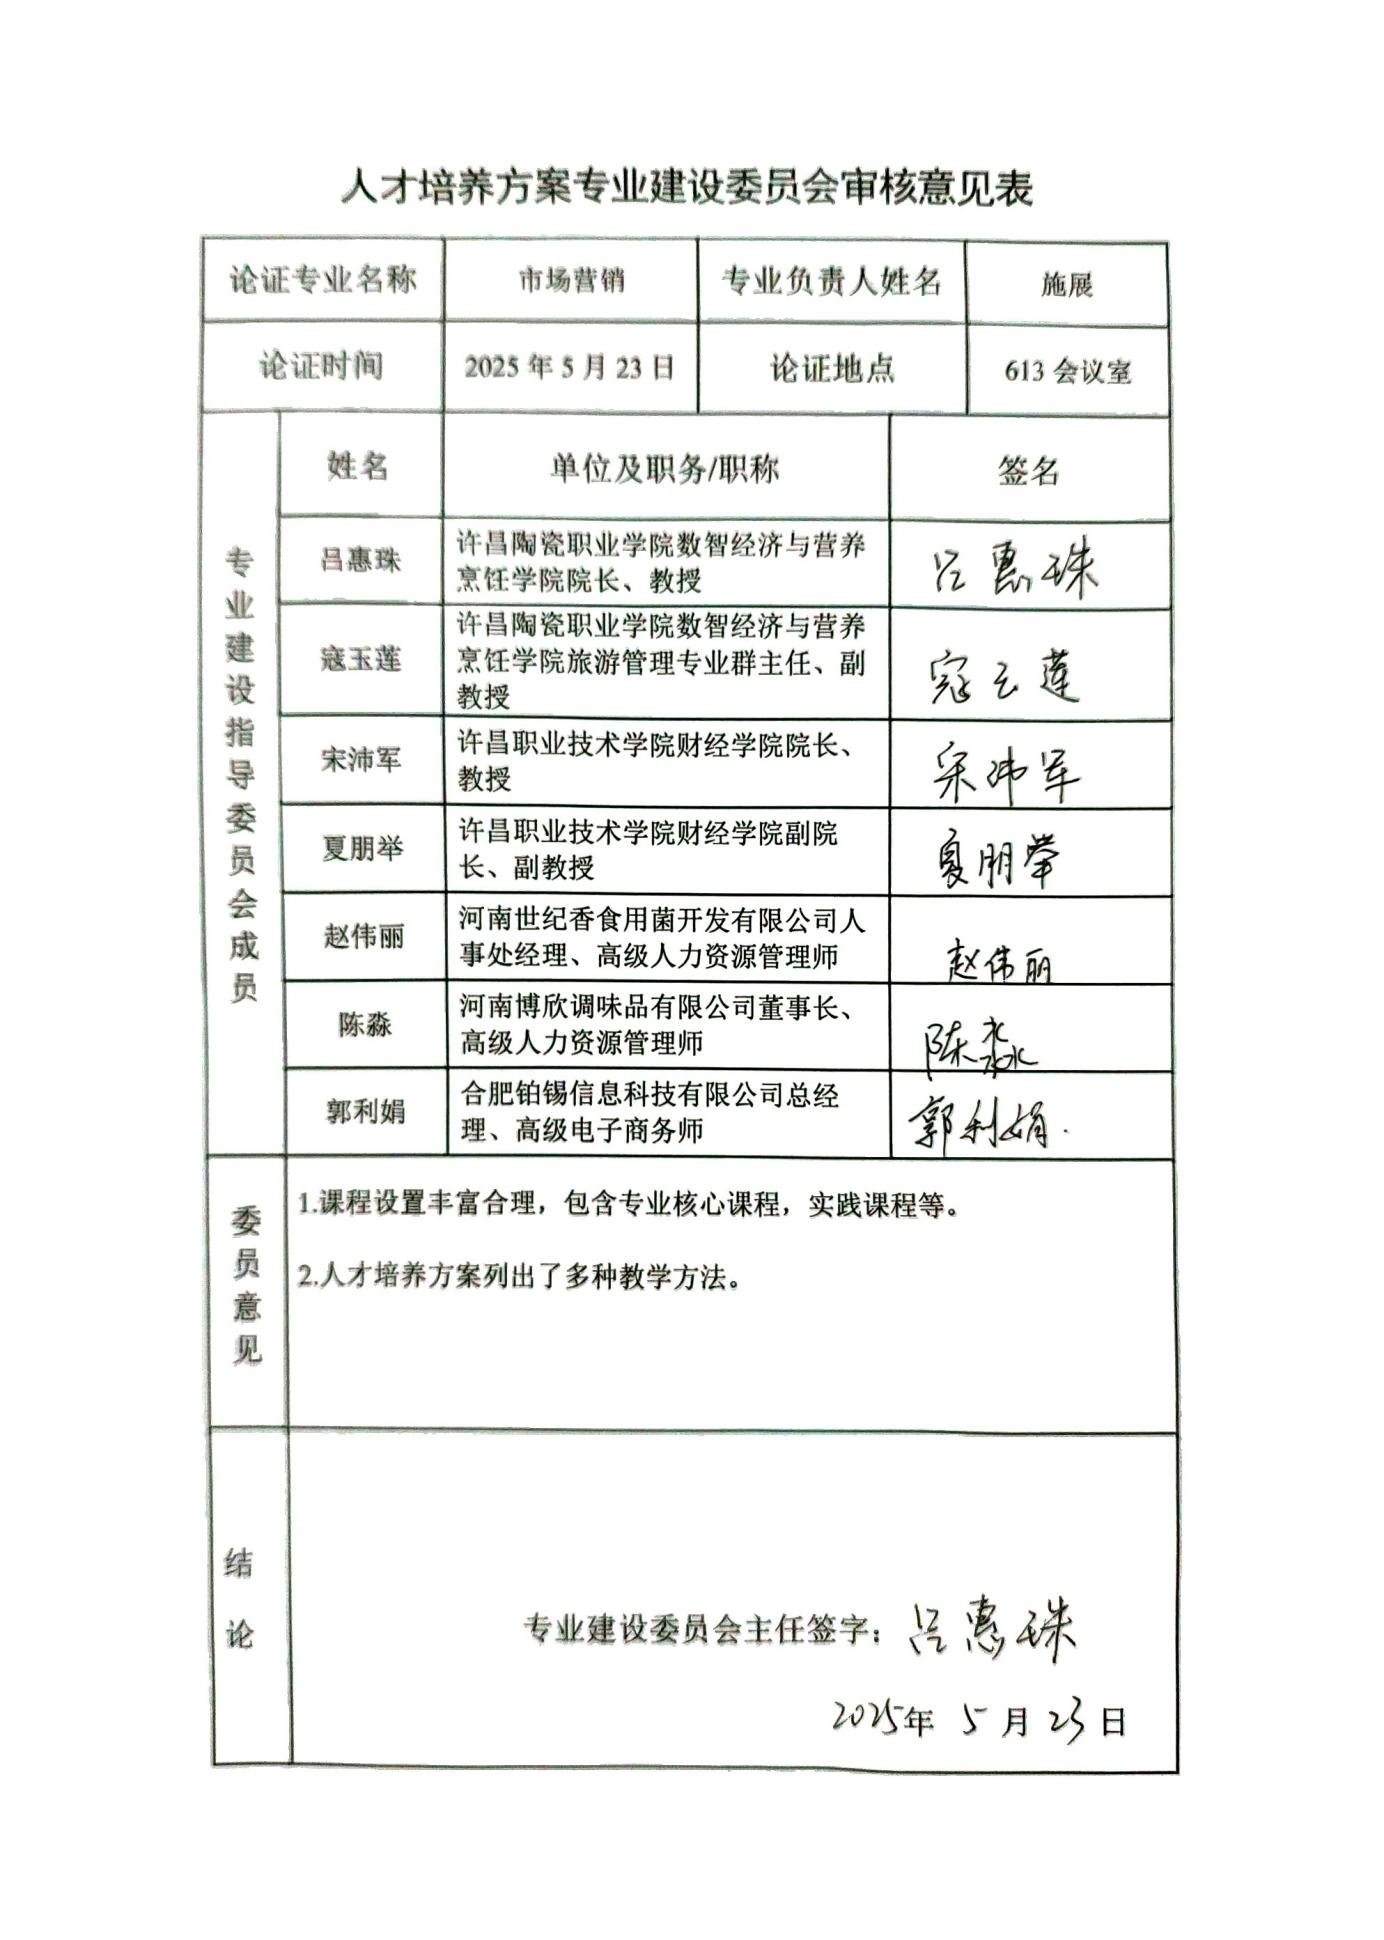 人才培养方案专业建设委员会审核意见表
论证专业名称 市场营销 专业负责人姓名 施展
论证时间 2025 年 5 月 23 日 论证地点 613 会议室
专业建设指导委员会成员
姓名 单位及职务/职称 签名
吕惠珠 许昌陶瓷职业学院数智经济与营养
烹饪学院院长、教授 吕惠珠
寇玉莲 许昌陶瓷职业学院数智经济与营养
烹饪学院旅游管理专业群主任、副
教授 寇玉莲
宋沛军 许昌职业技术学院财经学院院长、
教授 宋沛军
夏朋举 许昌职业技术学院财经学院副院
长、副教授 夏朋举
赵伟丽 河南世纪香食用菌开发有限公司人
事处经理、高级人力资源管理师 赵伟丽
陈淼 河南博欣调味品有限公司董事长、
高级人力资源管理师 陈淼
郭利娟 合肥铂锡信息科技有限公司总经
理、高级电子商务师 郭利娟.
委员意见
1.课程设置丰富合理，包含专业核心课程，实践课程等。
2.人才培养方案列出了多种教学方法。
结论
专业建设委员会主任签字：吕惠珠
2025年 5 月 23 日